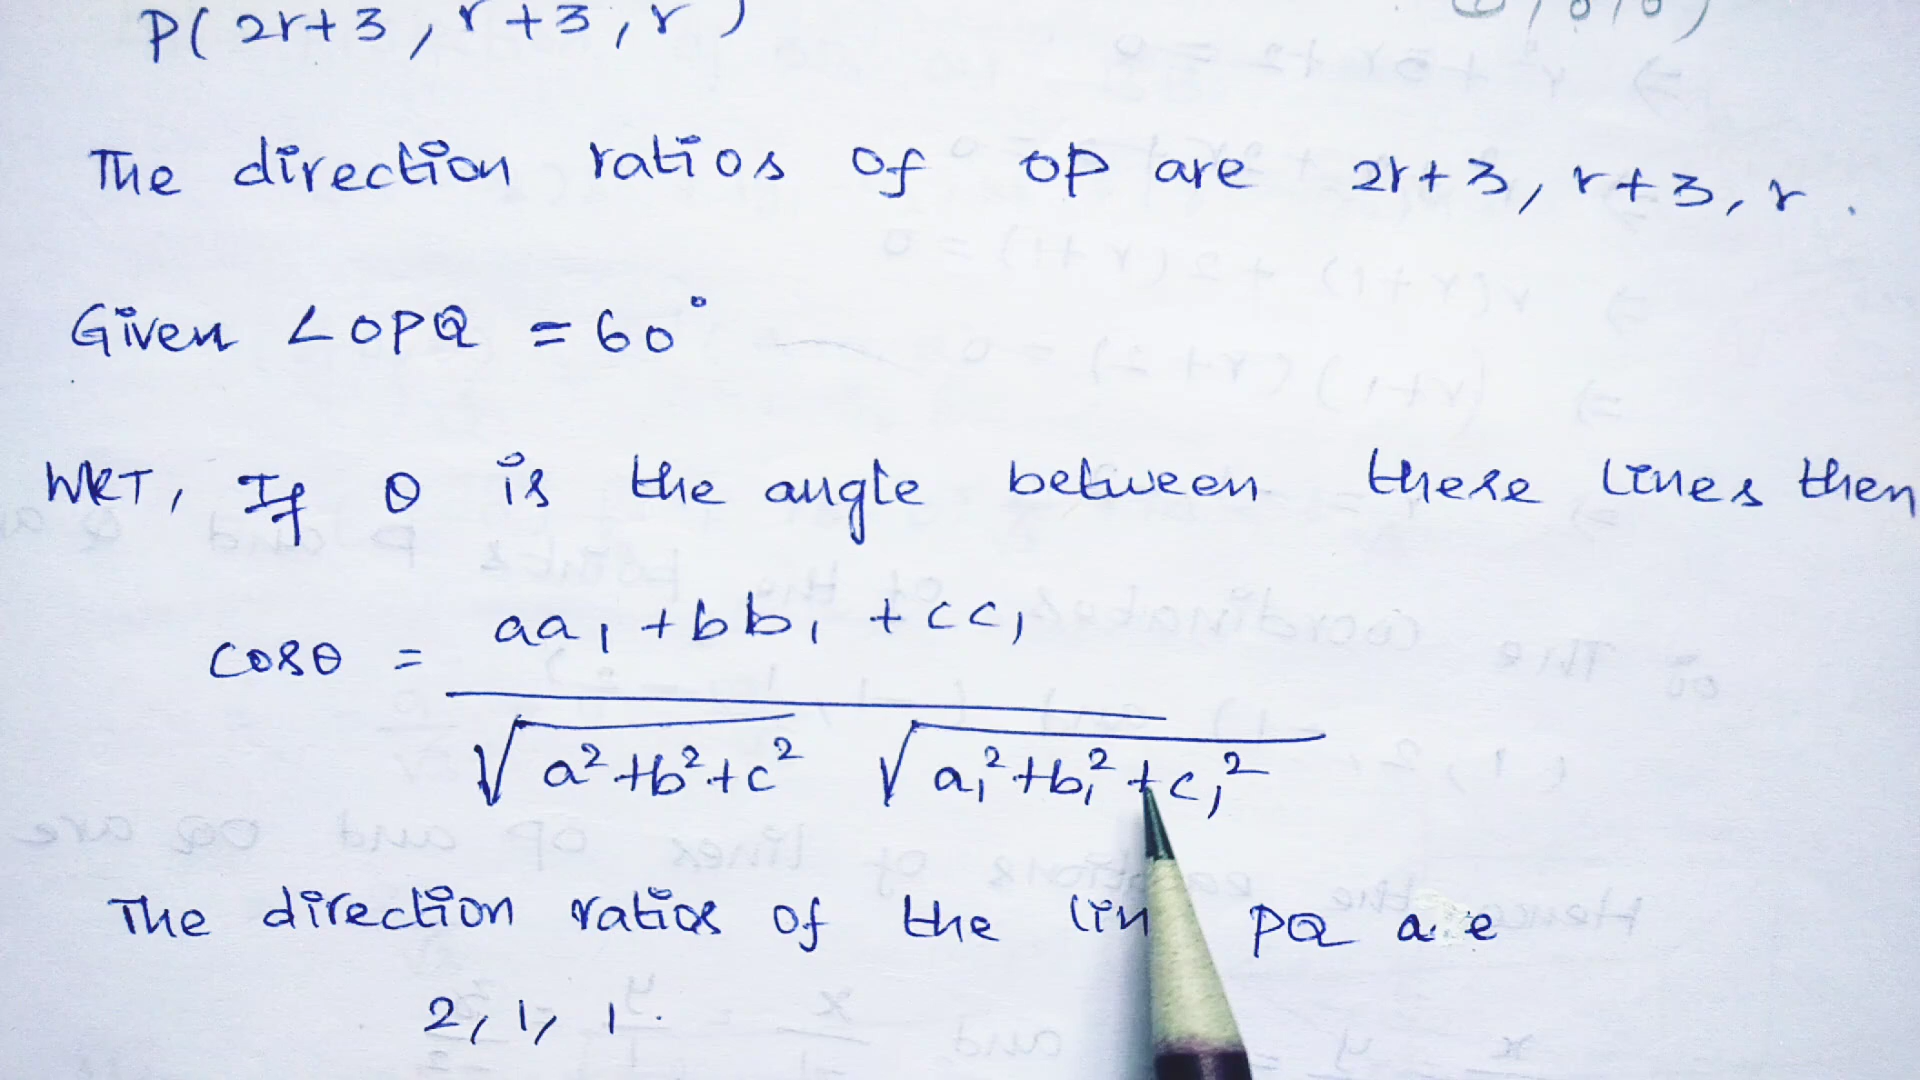 P( 2r+3, r+3, r )
The direction ratios of OP are 2r+3, r+3, r.
Given ∠OPQ = 60°
WKT, If θ is the angle between these lines then
cosθ = aa₁ + bb₁ + cc₁ / √a²+b²+c² √a₁²+b₁²+c₁²
The direction ratios of the lin PQ a e
2, 1, 1.